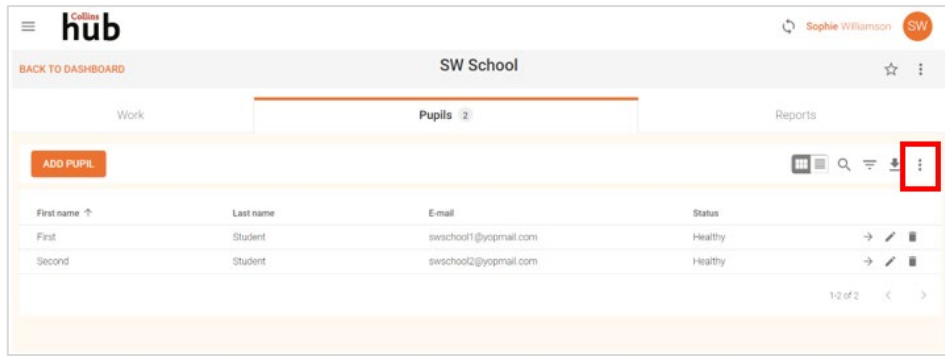 Collins
hub
Sophie Williamson SW
BACK TO DASHBOARD SW School
Work Pupils 2 Reports
ADD PUPIL
First name ↑ Last name E-mail Status
First Student swschool1@yopmail.com Healthy
Second Student swschool2@yopmail.com Healthy
1-2 of 2